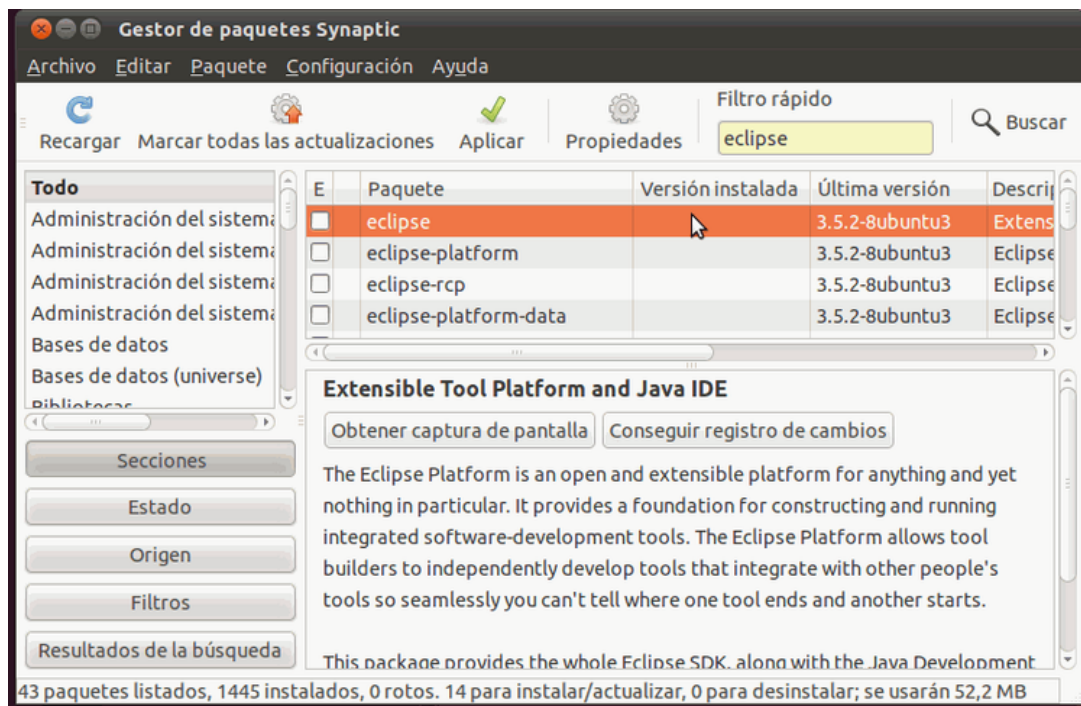 Gestor de paquetes Synaptic
Archivo Editar Paquete Configuración Ayuda
Recargar Marcar todas las actualizaciones Aplicar Propiedades Filtro rápido Buscar
eclipse
Todo
Administración del sistema
Administración del sistema
Administración del sistema
Administración del sistema
Bases de datos
Bases de datos (universe)
Bibliotecas
Secciones
Estado
Origen
Filtros
Resultados de la búsqueda
E Paquete Versión instalada Última versión Descrip
eclipse 3.5.2-8ubuntu3 Extens
eclipse-platform 3.5.2-8ubuntu3 Eclipse
eclipse-rcp 3.5.2-8ubuntu3 Eclipse
eclipse-platform-data 3.5.2-8ubuntu3 Eclipse
Extensible Tool Platform and Java IDE
Obtener captura de pantalla Conseguir registro de cambios
The Eclipse Platform is an open and extensible platform for anything and yet
nothing in particular. It provides a foundation for constructing and running
integrated software-development tools. The Eclipse Platform allows tool
builders to independently develop tools that integrate with other people's
tools so seamlessly you can't tell where one tool ends and another starts.
This package provides the whole Eclipse SDK, along with the Java Development
43 paquetes listados, 1445 instalados, 0 rotos. 14 para instalar/actualizar, 0 para desinstalar; se usarán 52,2 MB